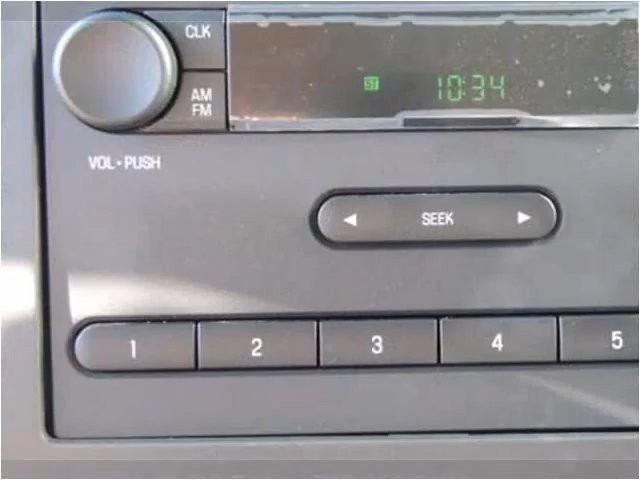 CLK
AM
FM
ST 10:34
VOL • PUSH
◄ SEEK ►
1 2 3 4 5